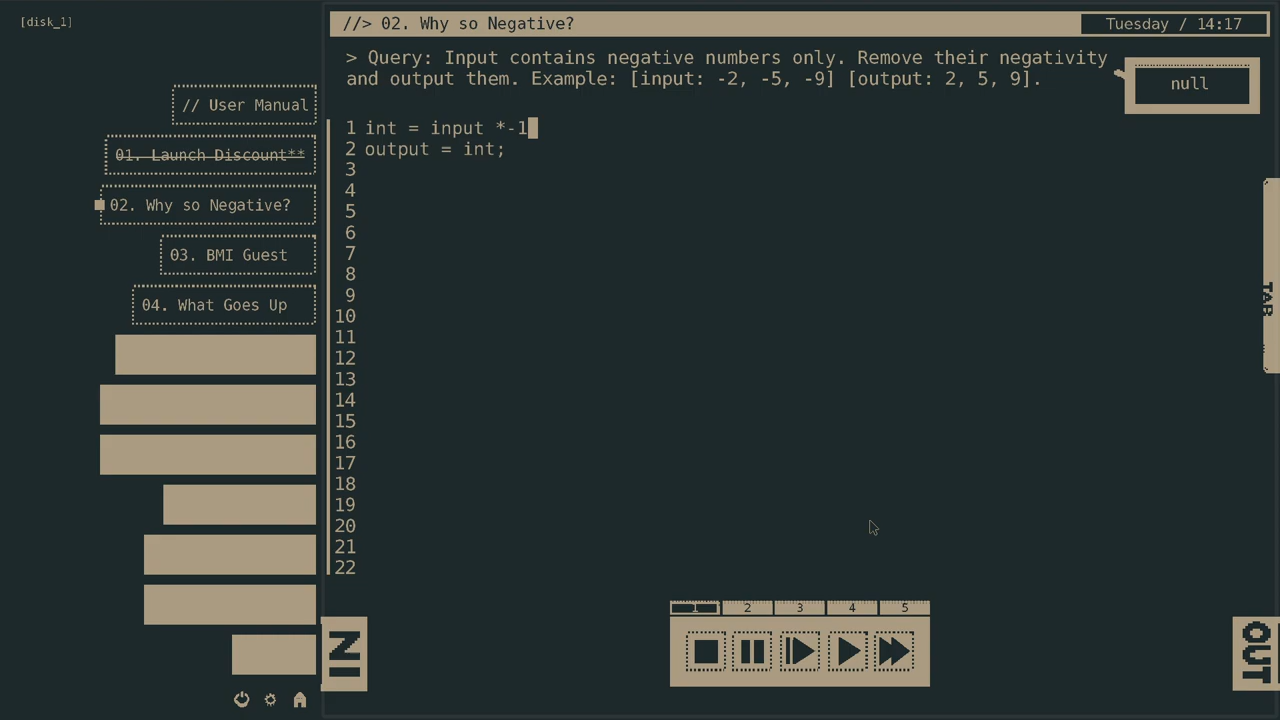 [disk_1]
//> 02. Why so Negative?
Tuesday / 14:17
> Query: Input contains negative numbers only. Remove their negativity
and output them. Example: [input: -2, -5, -9] [output: 2, 5, 9].
null
// User Manual
01. Launch Discount**
02. Why so Negative?
03. BMI Guest
04. What Goes Up
1 int = input *-1
2 output = int;
3
4
5
6
7
8
9
10
11
12
13
14
15
16
17
18
19
20
21
22
TAB
1 2 3 4 5
IN
OUT